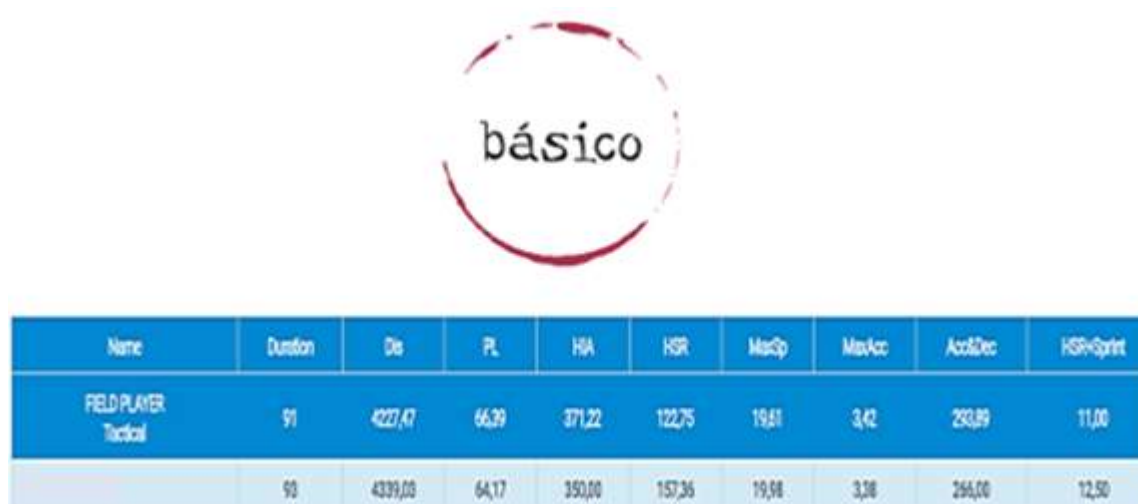 básico
Name Duration Dis PL HIA HSR MaxSp MaxAcc Acc&Dec HSR+Sprint
FIELD PLAYER
Tactical 91 4227,47 66,39 371,22 122,75 19,61 3,42 293,89 11,00
93 4339,03 64,17 350,00 157,36 19,98 3,38 266,00 12,50